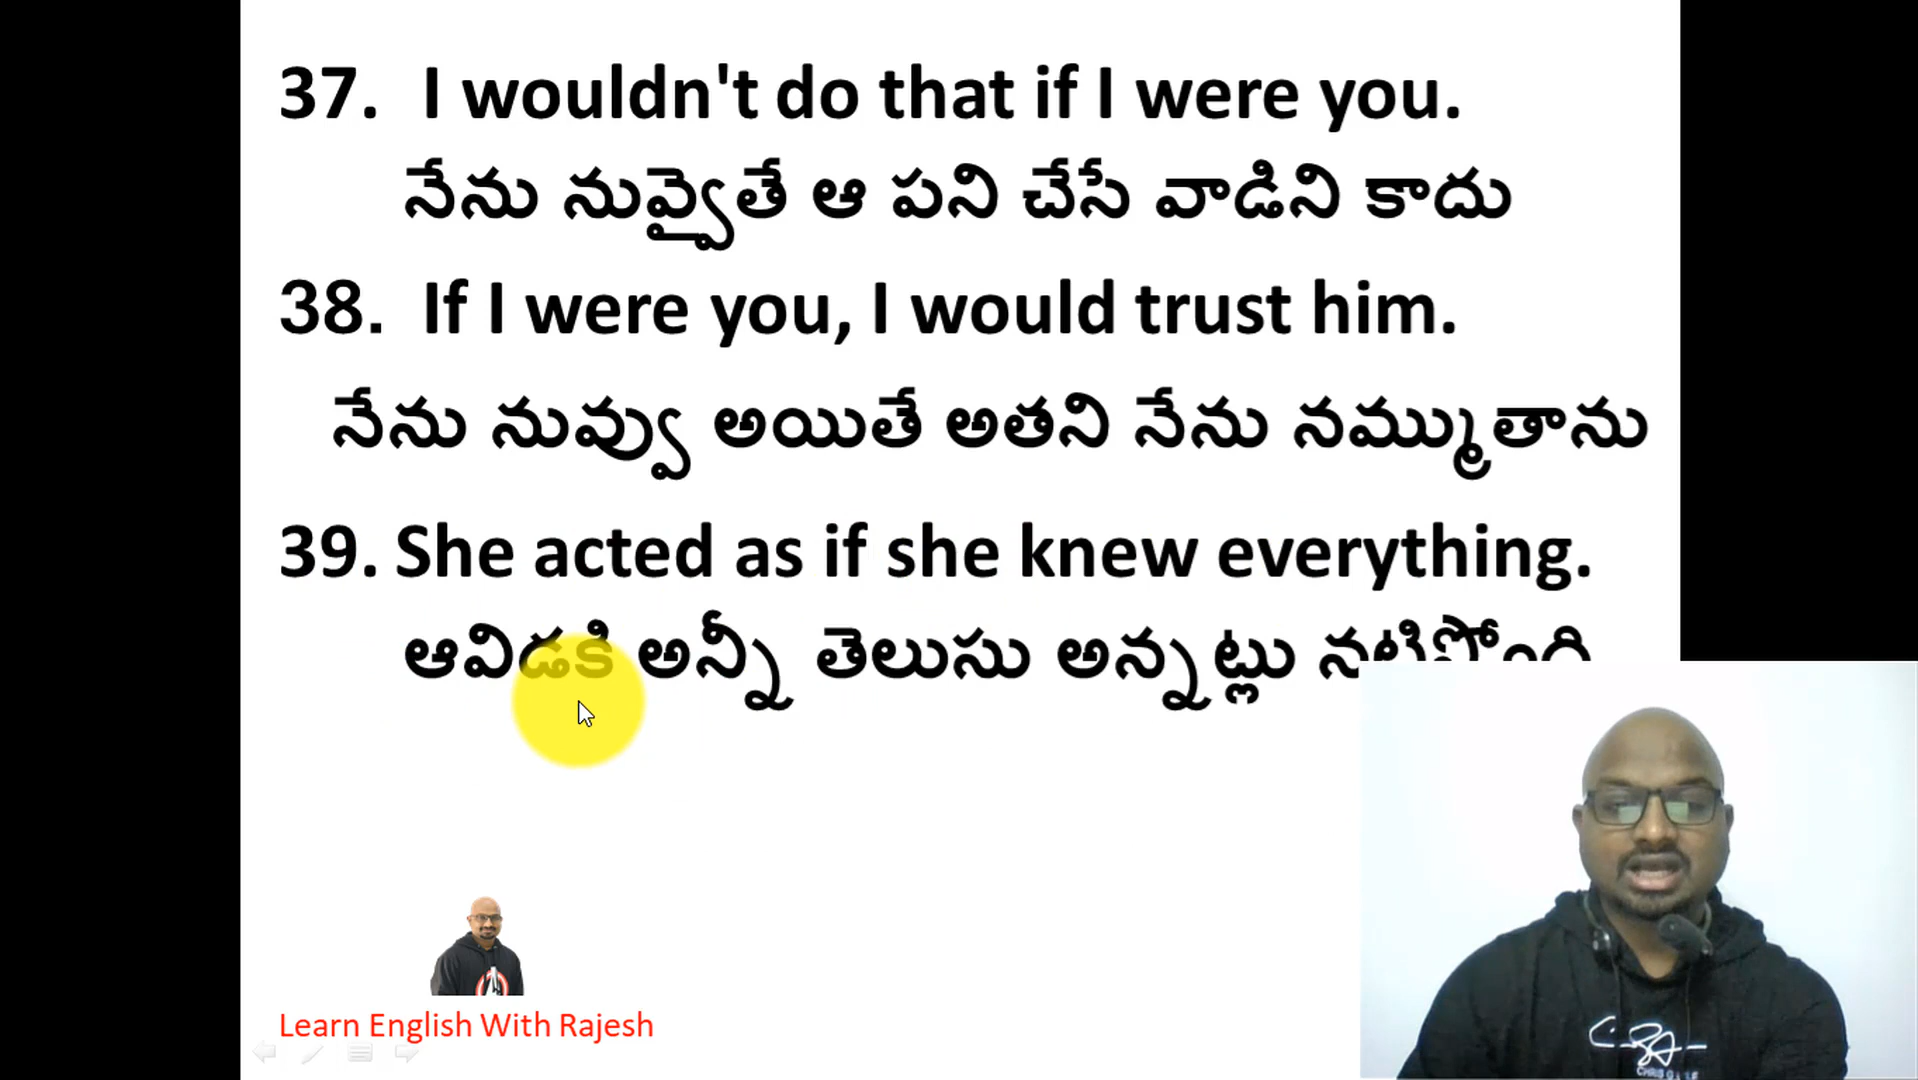 37. I wouldn't do that if I were you.
నేను నువ్వైతే ఆ పని చేసే వాడిని కాదు
38. If I were you, I would trust him.
నేను నువ్వు అయితే అతని నేను నమ్ముతాను
39. She acted as if she knew everything.
ఆవిడకి అన్నీ తెలుసు అన్నట్లు
Learn English With Rajesh